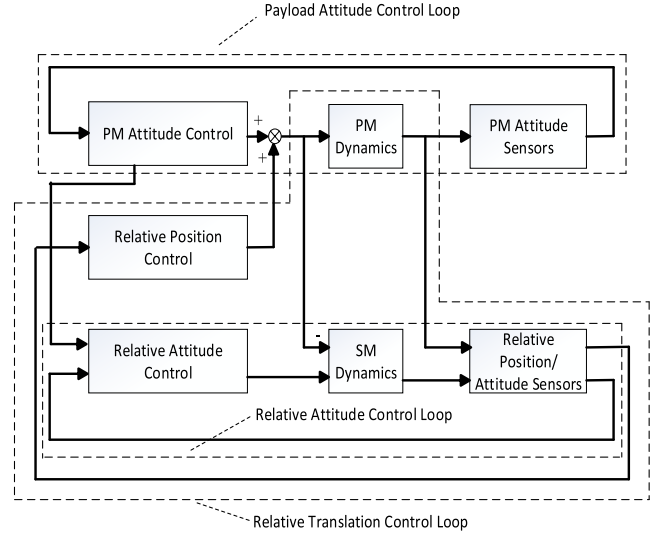 Payload Attitude Control Loop
PM Attitude Control
+
+
PM
Dynamics
PM Attitude
Sensors
Relative Position
Control
Relative Attitude
Control
-
SM
Dynamics
Relative
Position/
Attitude Sensors
Relative Attitude Control Loop
Relative Translation Control Loop